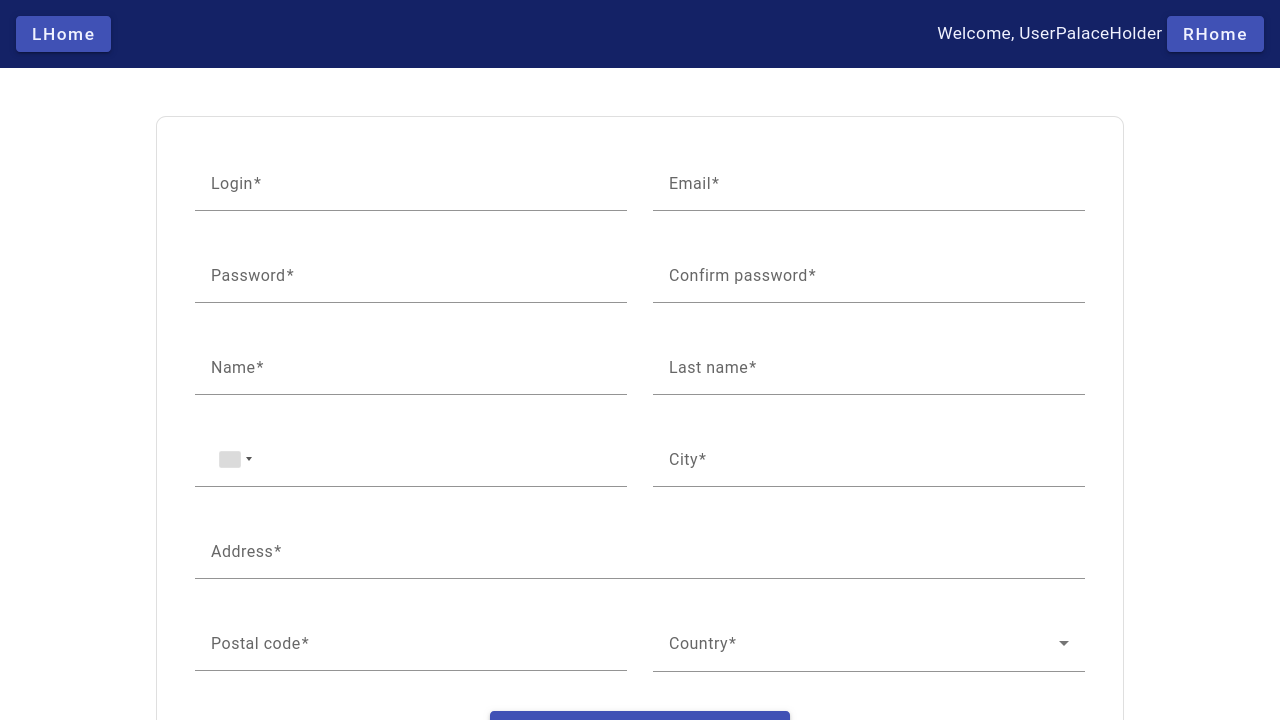 LHome
Welcome, UserPalaceHolder RHome
Login*
Email*
Password*
Confirm password*
Name*
Last name*
City*
Address*
Postal code*
Country*